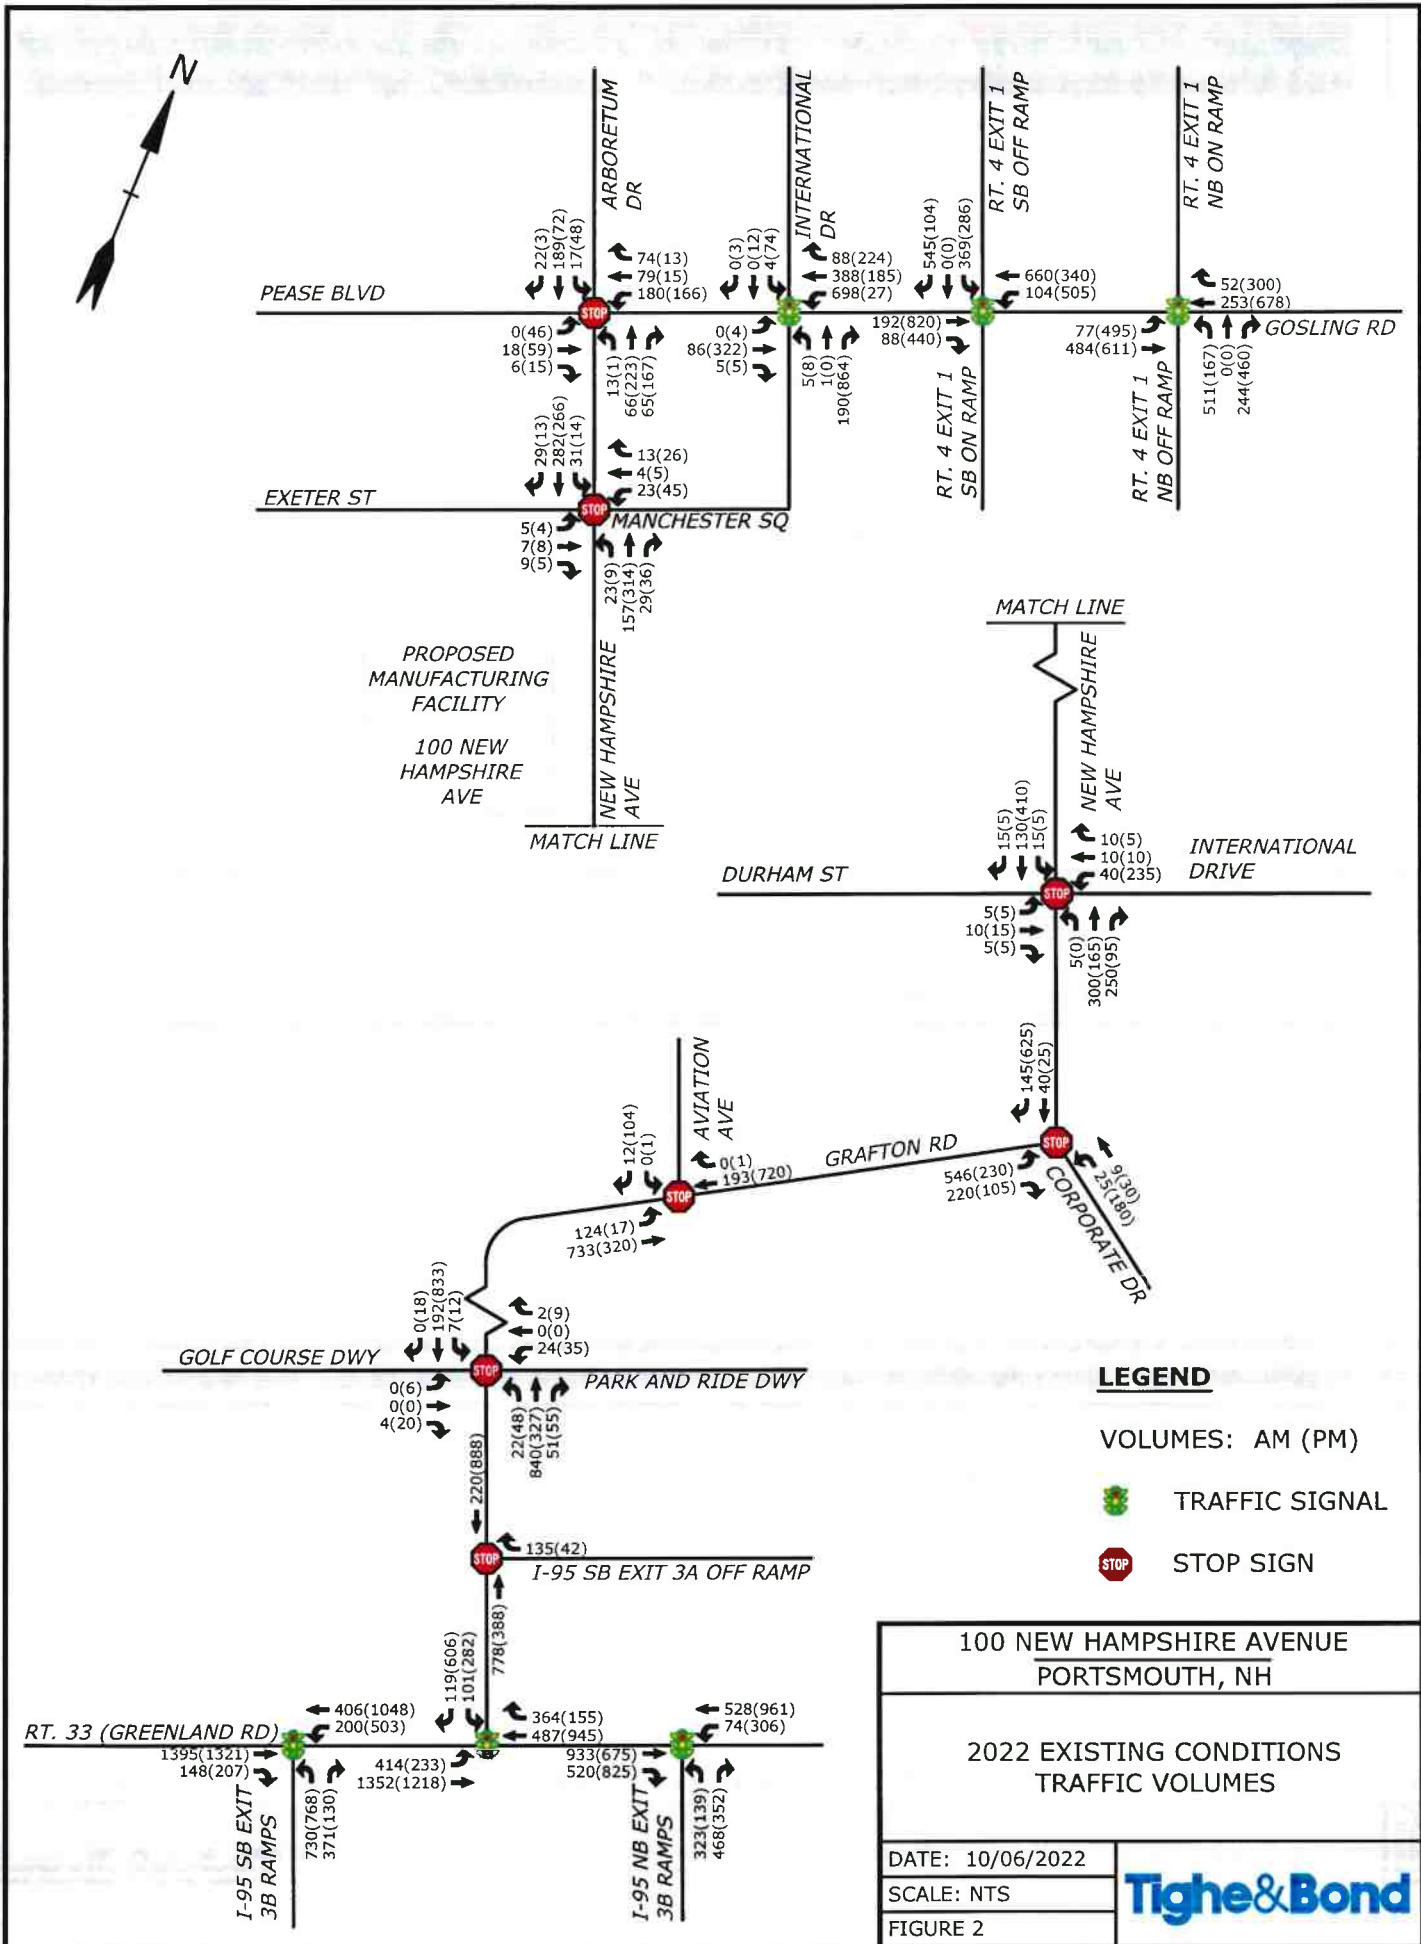 N
ARBORETUM
DR
INTERNATIONAL
DR
RT. 4 EXIT 1
SB OFF RAMP
RT. 4 EXIT 1
NB ON RAMP
22(3)
189(72)
17(48)
74(13)
79(15)
180(166)
0(3)
0(12)
4(74)
88(224)
388(185)
698(27)
545(104)
0(0)
369(286)
660(340)
104(505)
52(300)
253(678)
PEASE BLVD
STOP
GOSLING RD
0(46)
18(59)
6(15)
13(1)
66(223)
65(167)
0(4)
86(322)
5(5)
5(8)
1(0)
190(864)
192(820)
88(440)
RT. 4 EXIT 1
SB ON RAMP
77(495)
484(611)
RT. 4 EXIT 1
NB OFF RAMP
511(167)
0(0)
244(460)
29(13)
282(266)
31(14)
13(26)
4(5)
23(45)
EXETER ST
STOP
MANCHESTER SQ
5(4)
7(8)
9(5)
23(9)
157(314)
29(36)
PROPOSED
MANUFACTURING
FACILITY
100 NEW
HAMPSHIRE
AVE
NEW HAMPSHIRE
AVE
MATCH LINE
MATCH LINE
NEW HAMPSHIRE
AVE
15(5)
130(410)
15(5)
10(5)
10(10)
40(235)
INTERNATIONAL
DRIVE
DURHAM ST
STOP
5(5)
10(15)
5(5)
5(0)
300(165)
250(95)
145(625)
40(25)
AVIATION
AVE
12(104)
0(1)
0(1)
193(720)
GRAFTON RD
STOP
STOP
546(230)
220(105)
9(30)
25(180)
CORPORATE DR
124(17)
733(320)
0(18)
192(833)
7(12)
2(9)
0(0)
24(35)
GOLF COURSE DWY
STOP
PARK AND RIDE DWY
0(6)
0(0)
4(20)
22(48)
840(327)
51(55)
220(888)
135(42)
STOP
I-95 SB EXIT 3A OFF RAMP
778(388)
119(606)
101(282)
406(1048)
200(503)
364(155)
487(945)
528(961)
74(306)
RT. 33 (GREENLAND RD)
1395(1321)
148(207)
414(233)
1352(1218)
933(675)
520(825)
I-95 SB EXIT
3B RAMPS
730(768)
371(130)
I-95 NB EXIT
3B RAMPS
323(139)
468(352)
LEGEND
VOLUMES: AM (PM)
TRAFFIC SIGNAL
STOP STOP SIGN
100 NEW HAMPSHIRE AVENUE
PORTSMOUTH, NH
2022 EXISTING CONDITIONS
TRAFFIC VOLUMES
DATE: 10/06/2022
SCALE: NTS
FIGURE 2
Tighe&Bond